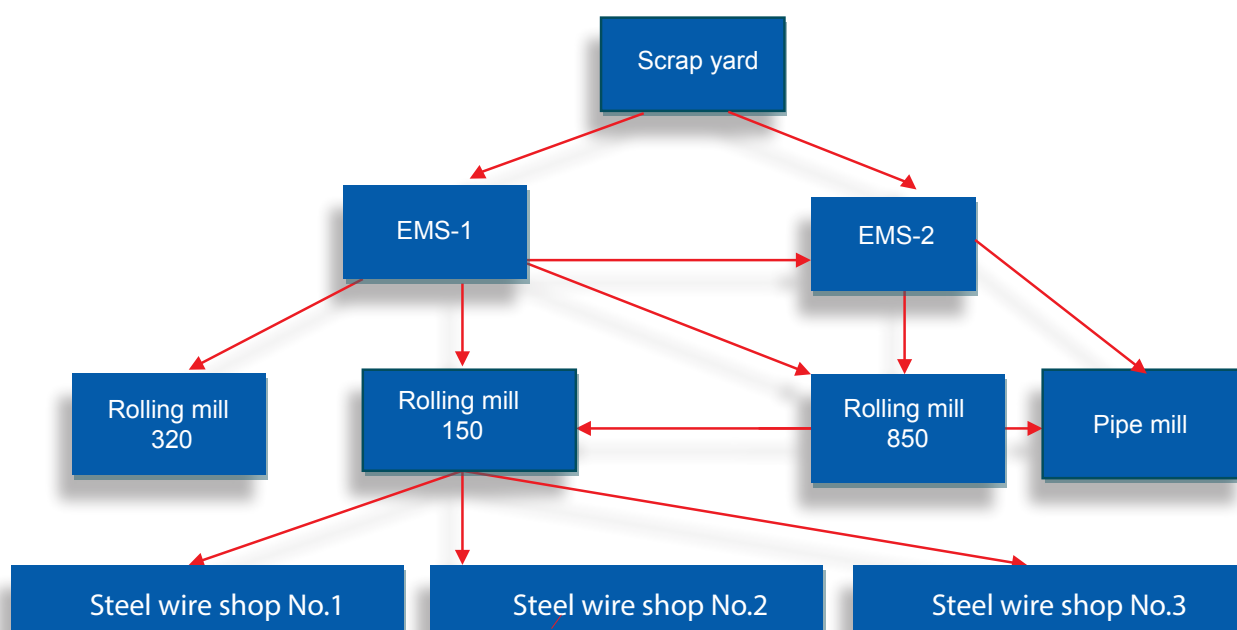 Scrap yard
EMS-1
EMS-2
Rolling mill
320
Rolling mill
150
Rolling mill
850
Pipe mill
Steel wire shop No.1
Steel wire shop No.2
Steel wire shop No.3